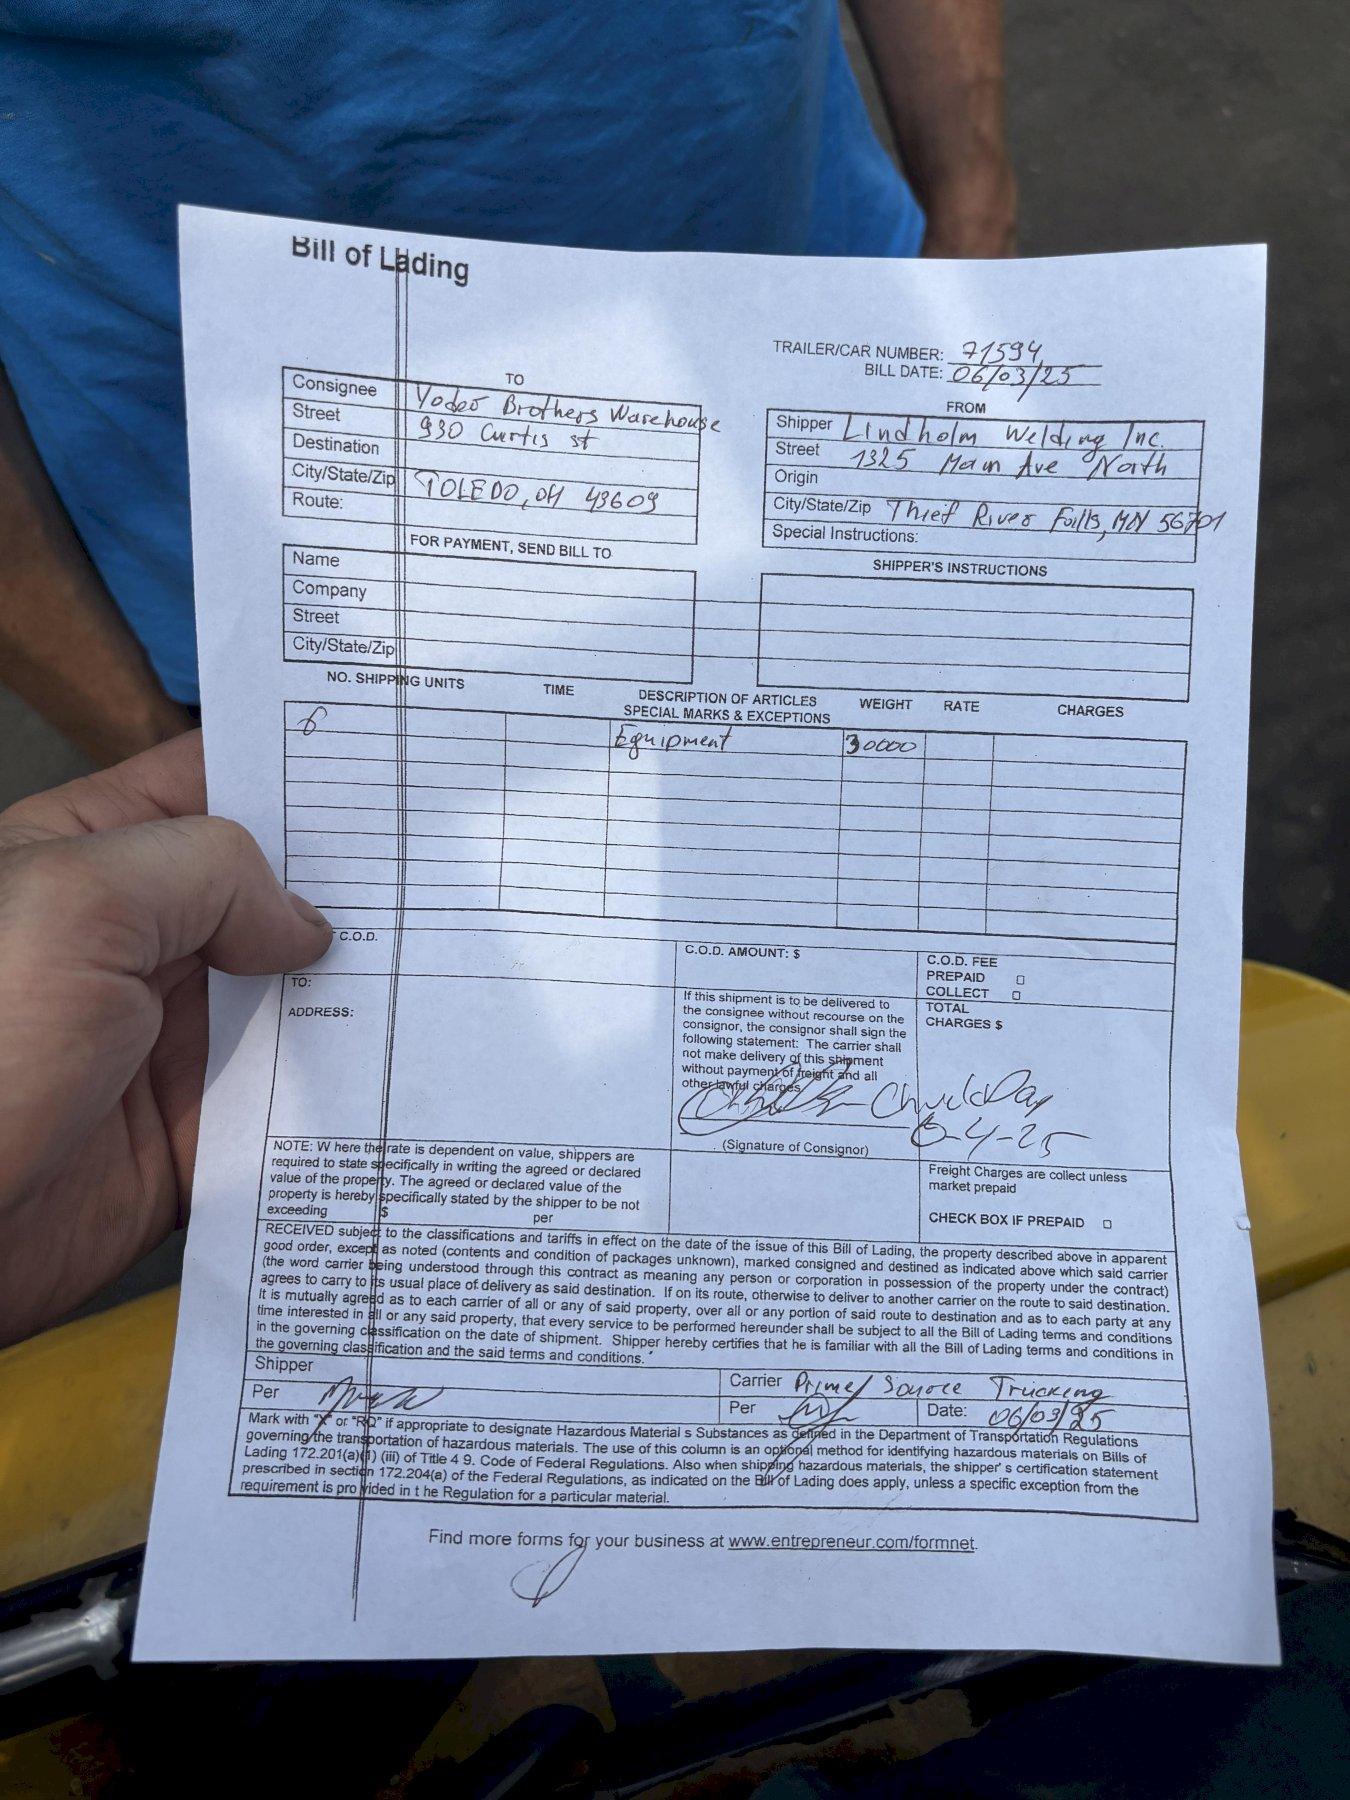 Bill of Lading
TRAILER/CAR NUMBER: 71594
BILL DATE: 06/03/25
TO
Consignee Yoder Brothers Warehouse
Street 930 Curtis st
Destination
City/State/Zip TOLEDO, OH 43609
Route:
FROM
Shipper Lindholm Welding Inc.
Street 1325 Main Ave North
Origin
City/State/Zip Thief River Falls, MN 56701
Special Instructions:
FOR PAYMENT, SEND BILL TO
Name
Company
Street
City/State/Zip
SHIPPER'S INSTRUCTIONS
NO. SHIPPING UNITS TIME DESCRIPTION OF ARTICLES WEIGHT RATE CHARGES
SPECIAL MARKS & EXCEPTIONS
6 Equipment 30000
C.O.D.
TO:
ADDRESS:
C.O.D. AMOUNT: $
C.O.D. FEE
PREPAID
COLLECT
If this shipment is to be delivered to
the consignee without recourse on the
consignor, the consignor shall sign the
following statement: The carrier shall
not make delivery of this shipment
without payment of freight and all
other lawful charges
TOTAL
CHARGES $
Chuck Day
6-4-25
(Signature of Consignor)
NOTE: W here the rate is dependent on value, shippers are
required to state specifically in writing the agreed or declared
value of the property. The agreed or declared value of the
property is hereby specifically stated by the shipper to be not
exceeding $ per
Freight Charges are collect unless
market prepaid
CHECK BOX IF PREPAID
RECEIVED subject to the classifications and tariffs in effect on the date of the issue of this Bill of Lading, the property described above in apparent
good order, except as noted (contents and condition of packages unknown), marked consigned and destined as indicated above which said carrier
(the word carrier being understood through this contract as meaning any person or corporation in possession of the property under the contract)
agrees to carry to its usual place of delivery as said destination. If on its route, otherwise to deliver to another carrier on the route to said destination.
It is mutually agreed as to each carrier of all or any of said property, over all or any portion of said route to destination and as to each party at any
time interested in all or any said property, that every service to be performed hereunder shall be subject to all the Bill of Lading terms and conditions
in the governing classification on the date of shipment. Shipper hereby certifies that he is familiar with all the Bill of Lading terms and conditions in
the governing classification and the said terms and conditions.
Shipper
Per
Carrier Prime Source Trucking
Per Date: 06/03/25
Mark with "X" or "RQ" if appropriate to designate Hazardous Material s Substances as defined in the Department of Transportation Regulations
governing the transportation of hazardous materials. The use of this column is an optional method for identifying hazardous materials on Bills of
Lading 172.201(a)(1) (iii) of Title 4 9. Code of Federal Regulations. Also when shipping hazardous materials, the shipper' s certification statement
prescribed in section 172.204(a) of the Federal Regulations, as indicated on the Bill of Lading does apply, unless a specific exception from the
requirement is pro vided in t he Regulation for a particular material.
Find more forms for your business at www.entrepreneur.com/formnet.